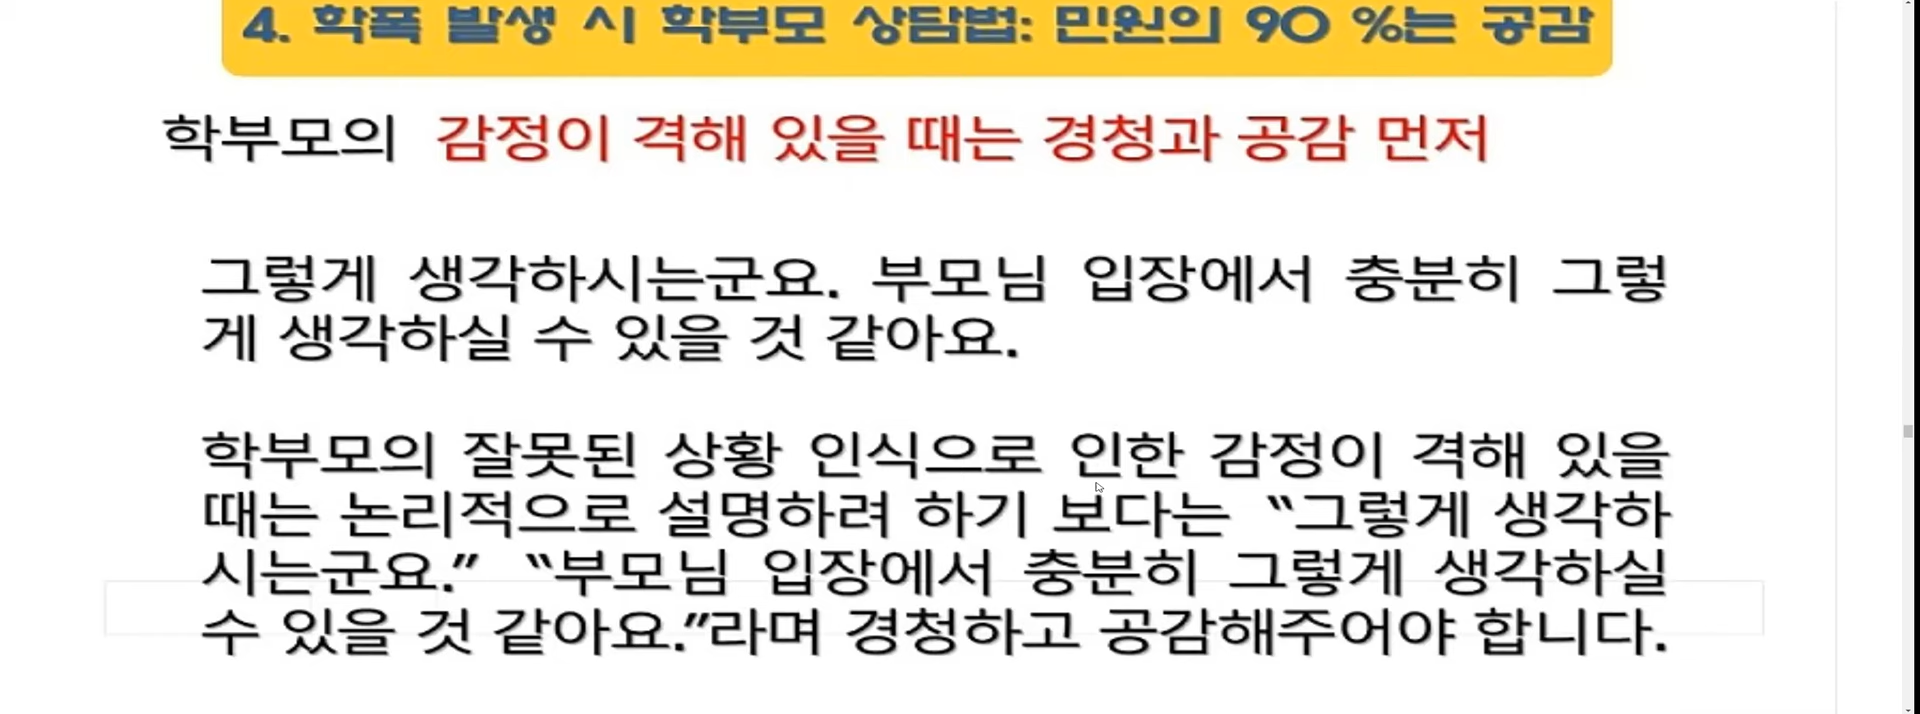 4. 학폭 발생 시 학부모 상담법: 민원의 90 %는 공감
학부모의 감정이 격해 있을 때는 경청과 공감 먼저
그렇게 생각하시는군요. 부모님 입장에서 충분히 그렇
게 생각하실 수 있을 것 같아요.
학부모의 잘못된 상황 인식으로 인한 감정이 격해 있을
때는 논리적으로 설명하려 하기 보다는 “그렇게 생각하
시는군요.” “부모님 입장에서 충분히 그렇게 생각하실
수 있을 것 같아요.”라며 경청하고 공감해주어야 합니다.